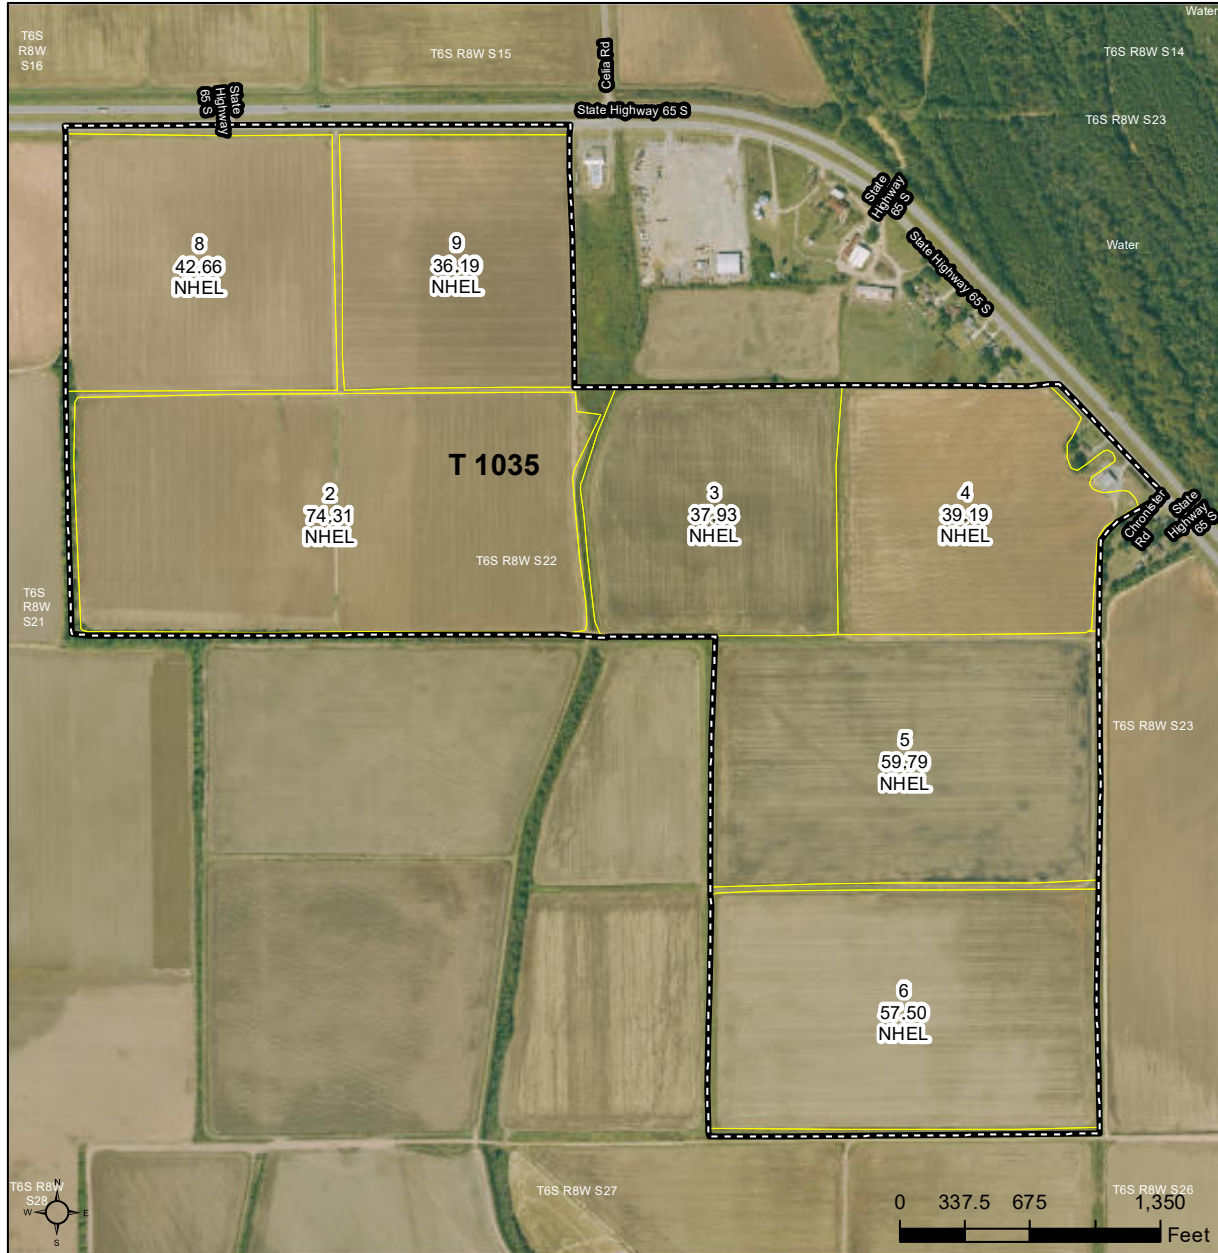 Water
T6S
R8W
S16
T6S R8W S15
Celia Rd
T6S R8W S14
State
Highway
65 S
State Highway 65 S
T6S R8W S23
State
Highway
65 S
8
42.66
NHEL
9
36.19
NHEL
Water
State Highway 65 S
T 1035
2
74.31
NHEL
3
37.93
NHEL
4
39.19
NHEL
Chronister
Rd
State
Highway
65 S
T6S R8W S22
T6S
R8W
S21
5
59.79
NHEL
T6S R8W S23
6
57.50
NHEL
T6S R8W
S28
N
W
E
S
T6S R8W S27
T6S R8W S26
0 337.5 675 1,350
Feet